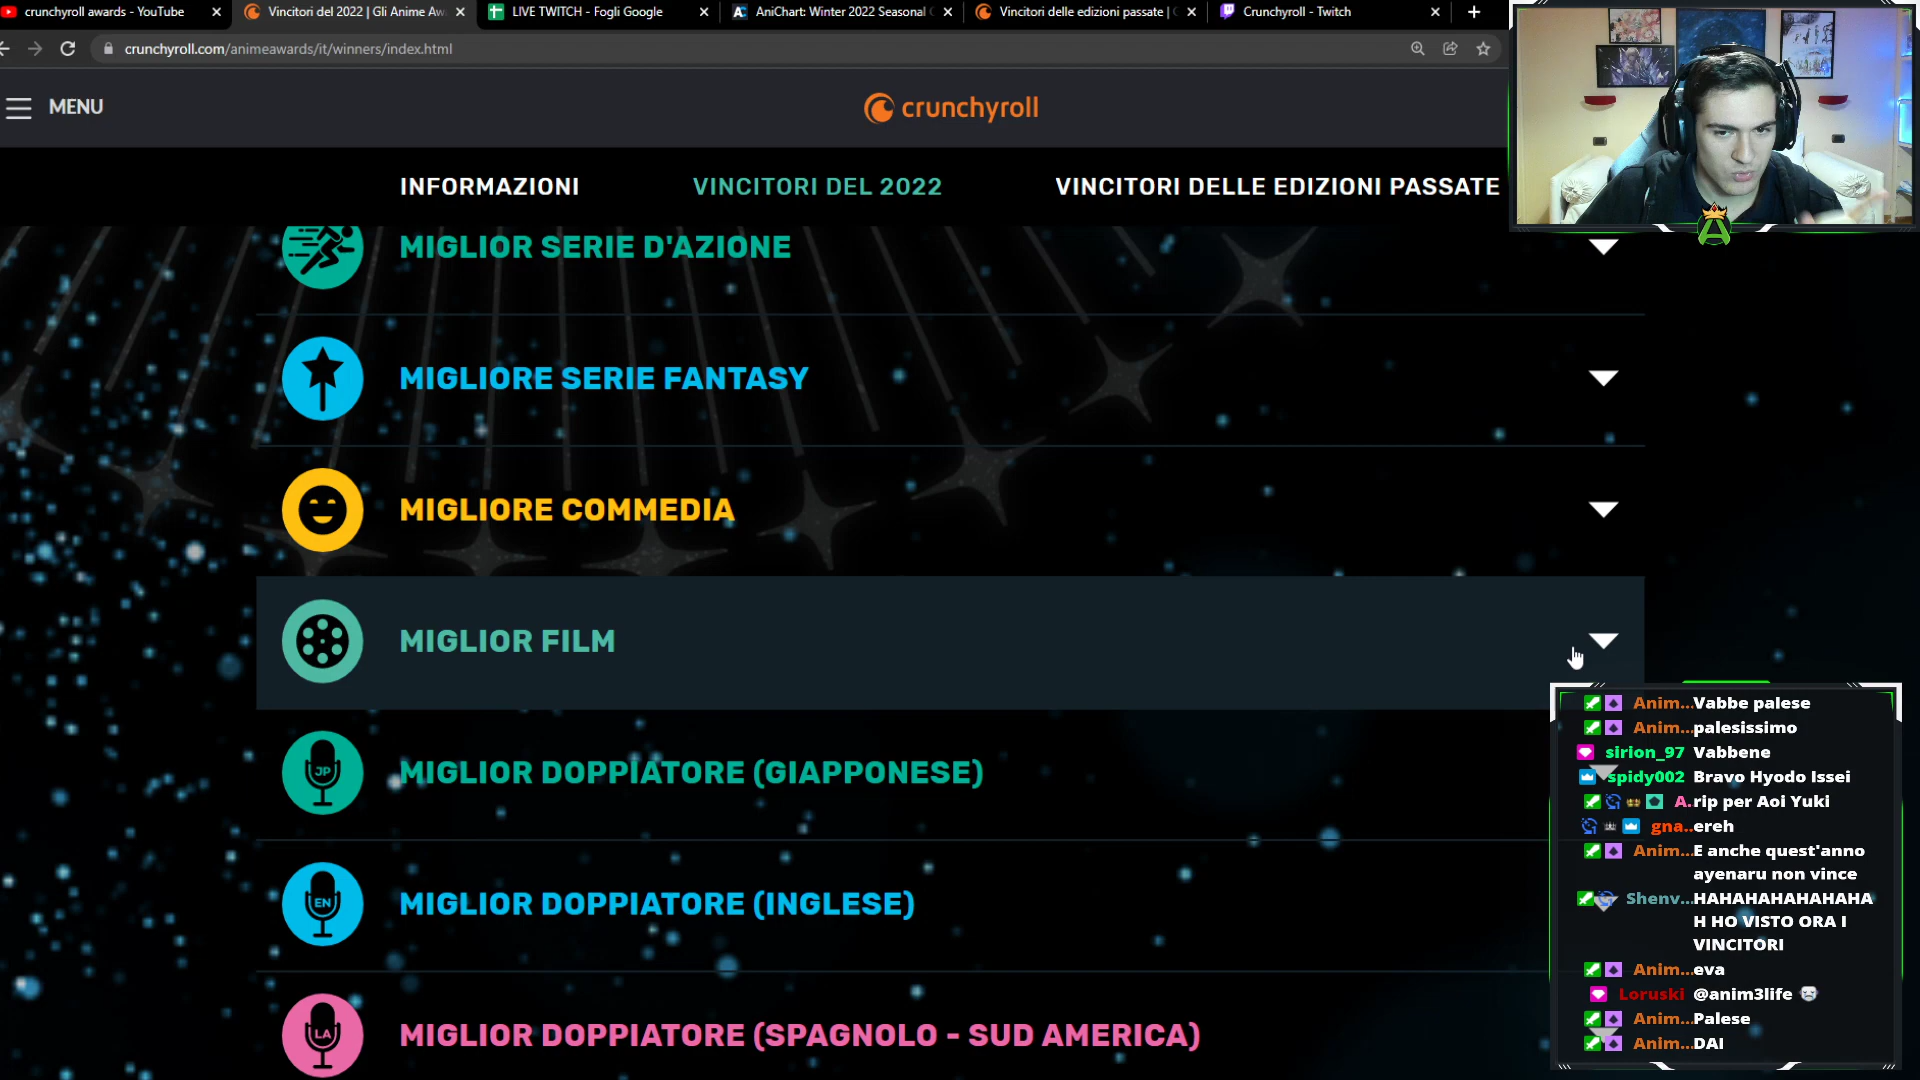 crunchyroll awards - YouTube
Vincitori del 2022 | Gli Anime Aw
LIVE TWITCH - Fogli Google
AniChart: Winter 2022 Seasonal
Vincitori delle edizioni passate |
Crunchyroll - Twitch
crunchyroll.com/animeawards/it/winners/index.html
MENU
crunchyroll
INFORMAZIONI
VINCITORI DEL 2022
VINCITORI DELLE EDIZIONI PASSATE
A
MIGLIOR SERIE D'AZIONE
MIGLIORE SERIE FANTASY
MIGLIORE COMMEDIA
MIGLIOR FILM
JP
MIGLIOR DOPPIATORE (GIAPPONESE)
EN
MIGLIOR DOPPIATORE (INGLESE)
LA
MIGLIOR DOPPIATORE (SPAGNOLO - SUD AMERICA)
Anim...Vabbe palese
Anim...palesissimo
sirion_97 Vabbene
spidy002 Bravo Hyodo Issei
A.rip per Aoi Yuki
gna..ereh
Anim...E anche quest'anno
ayenaru non vince
Shenv...HAHAHAHAHAHAHA
H HO VISTO ORA I
VINCITORI
Anim...eva
Loruski @anim3life
Anim...Palese
Anim...DAI